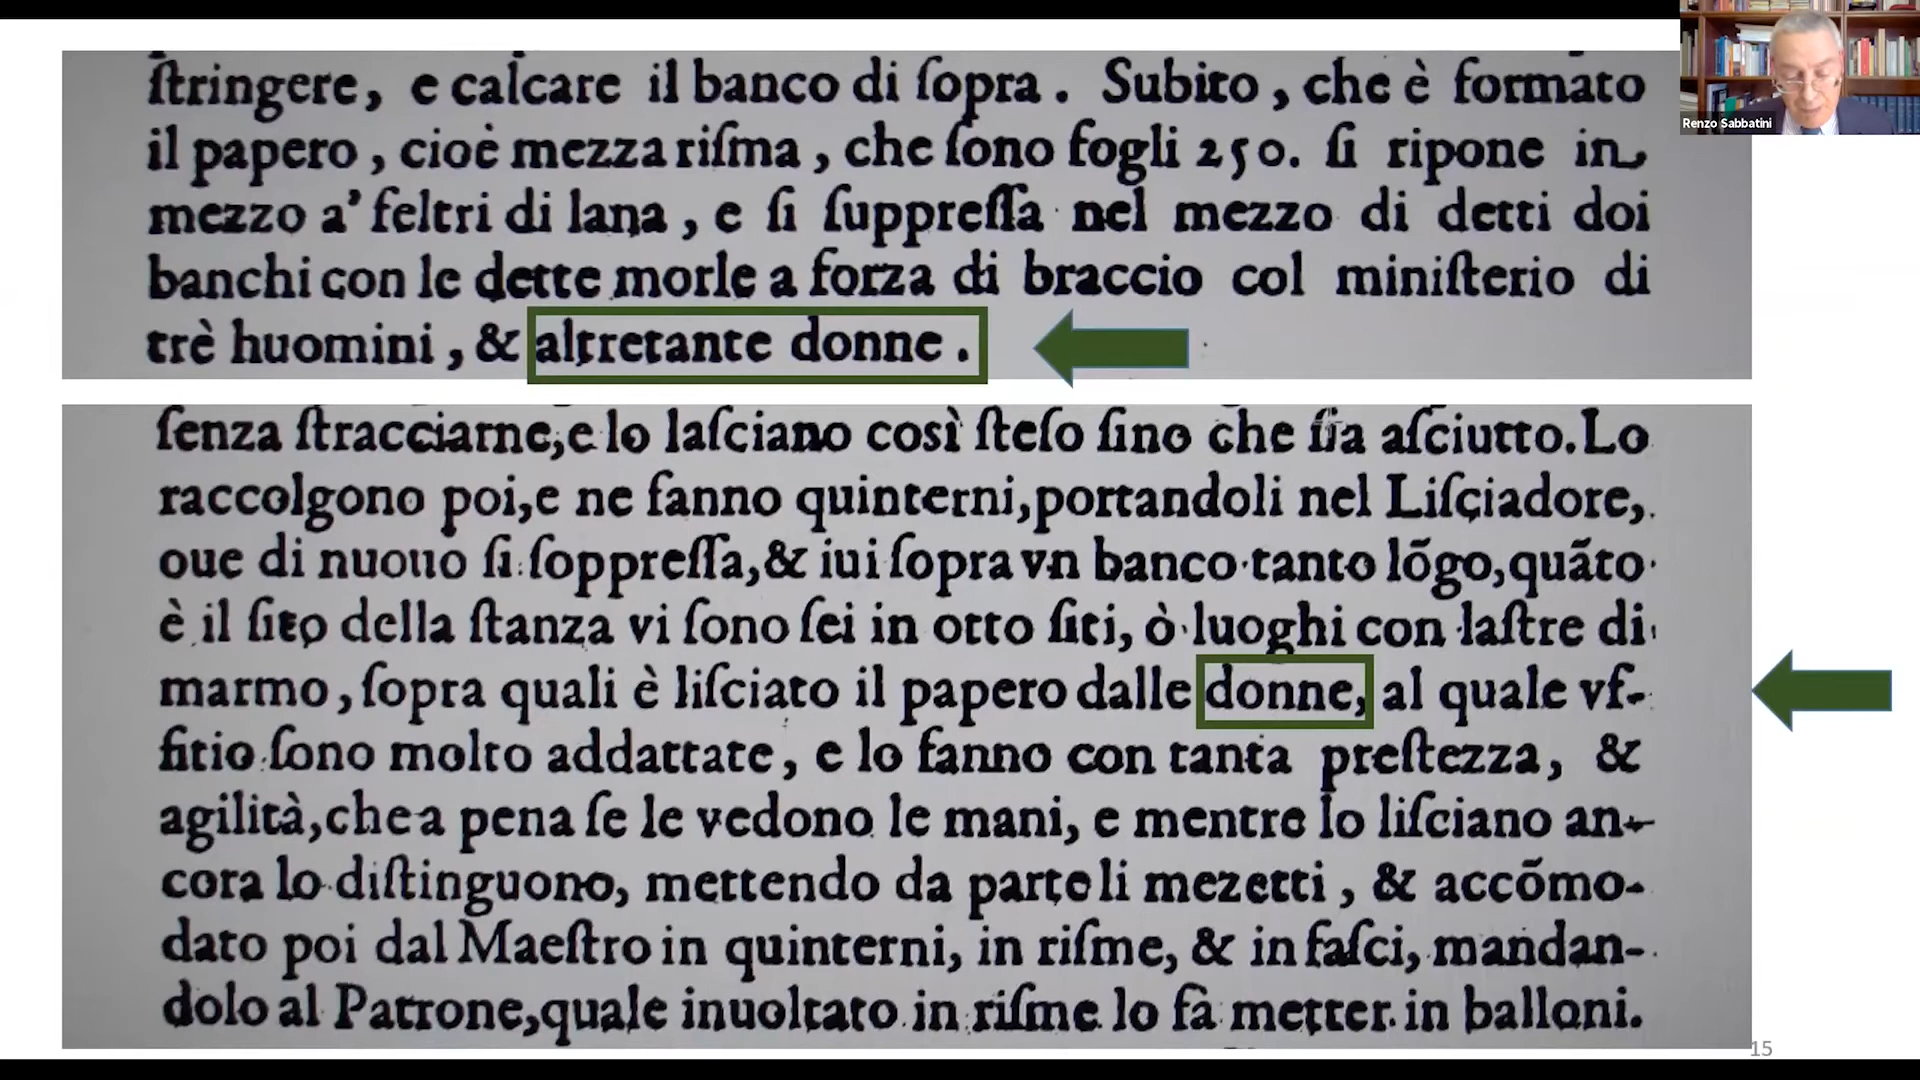 ſtringere, e calcare il banco di ſopra. Subito, che è formato
il papero, cioè mezza riſma, che ſono fogli 250. ſi ripone in
mezzo a' feltri di lana, e ſi ſuppreſſa nel mezzo di detti doi
banchi con le dette morle a forza di braccio col miniſterio di
trè huomini, & altretante donne.
ſenza ſtracciarne, e lo laſciano così ſteſo fino che ſia aſciutto. Lo
raccolgono poi, e ne fanno quinterni, portandoli nel Liſciadore,
oue di nuouo ſi ſoppreſſa, & iui ſopra vn banco tanto lõgo, quãto
è il ſito della ſtanza vi ſono ſei in otto ſiti, ò luoghi con laſtre di
marmo, ſopra quali è liſciato il papero dalle donne, al quale vf-
fitio ſono molto addattate, e lo fanno con tanta preſtezza, &
agilità, che a pena ſe le vedono le mani, e mentre lo liſciano an-
cora lo diſtinguono, mettendo da parte li mezetti, & accõmo-
dato poi dal Maeſtro in quinterni, in riſme, & in faſci, mandan-
dolo al Patrone, quale inuoltato in riſme lo fà metter in balloni.
Renzo Sabbatini
15